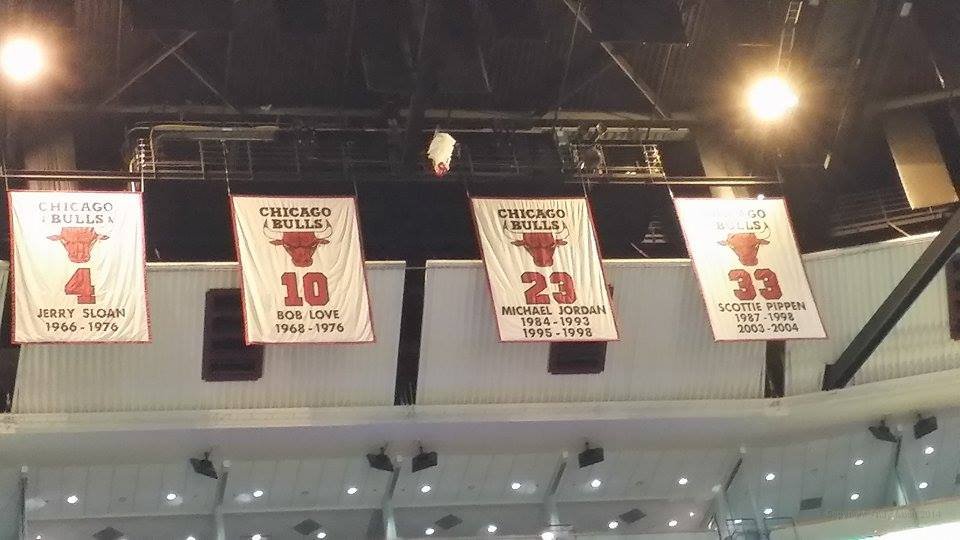 CHICAGO
BULLS
4
JERRY SLOAN
1966 - 1976
CHICAGO
BULLS
10
BOB LOVE
1968 - 1976
CHICAGO
BULLS
23
MICHAEL JORDAN
1984 - 1993
1995 - 1998
CHICAGO
BULLS
33
SCOTTIE PIPPEN
1987 - 1998
2003 - 2004